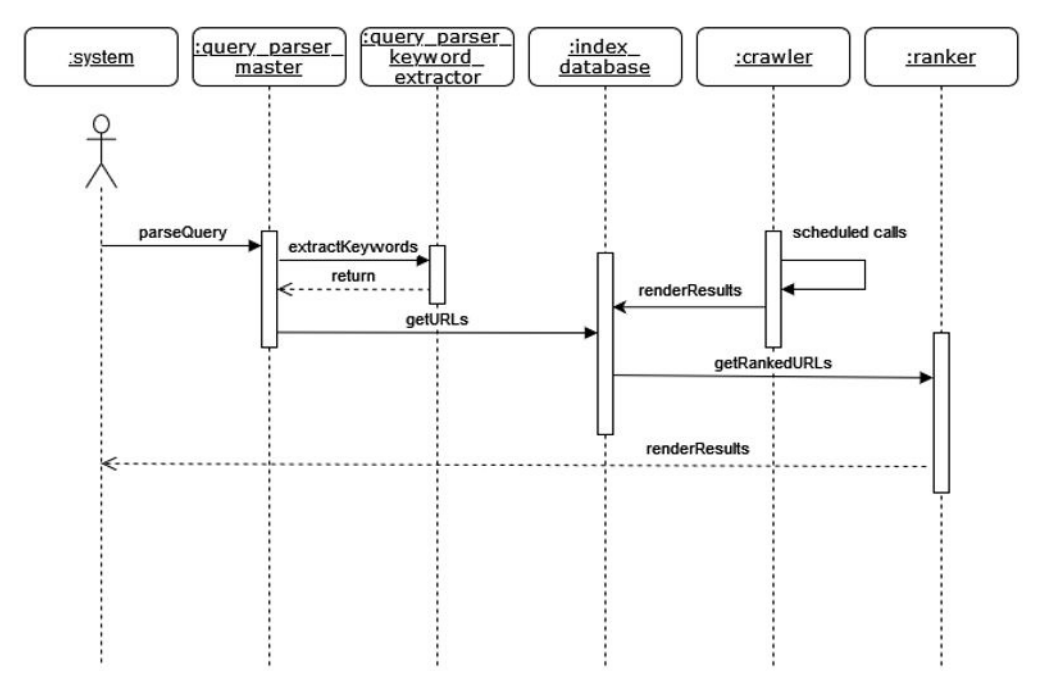 :system
:query_parser_
master
:query_parser_
keyword_
extractor
:index_
database
:crawler
:ranker
parseQuery
extractKeywords
scheduled calls
return
renderResults
getURLs
getRankedURLs
renderResults